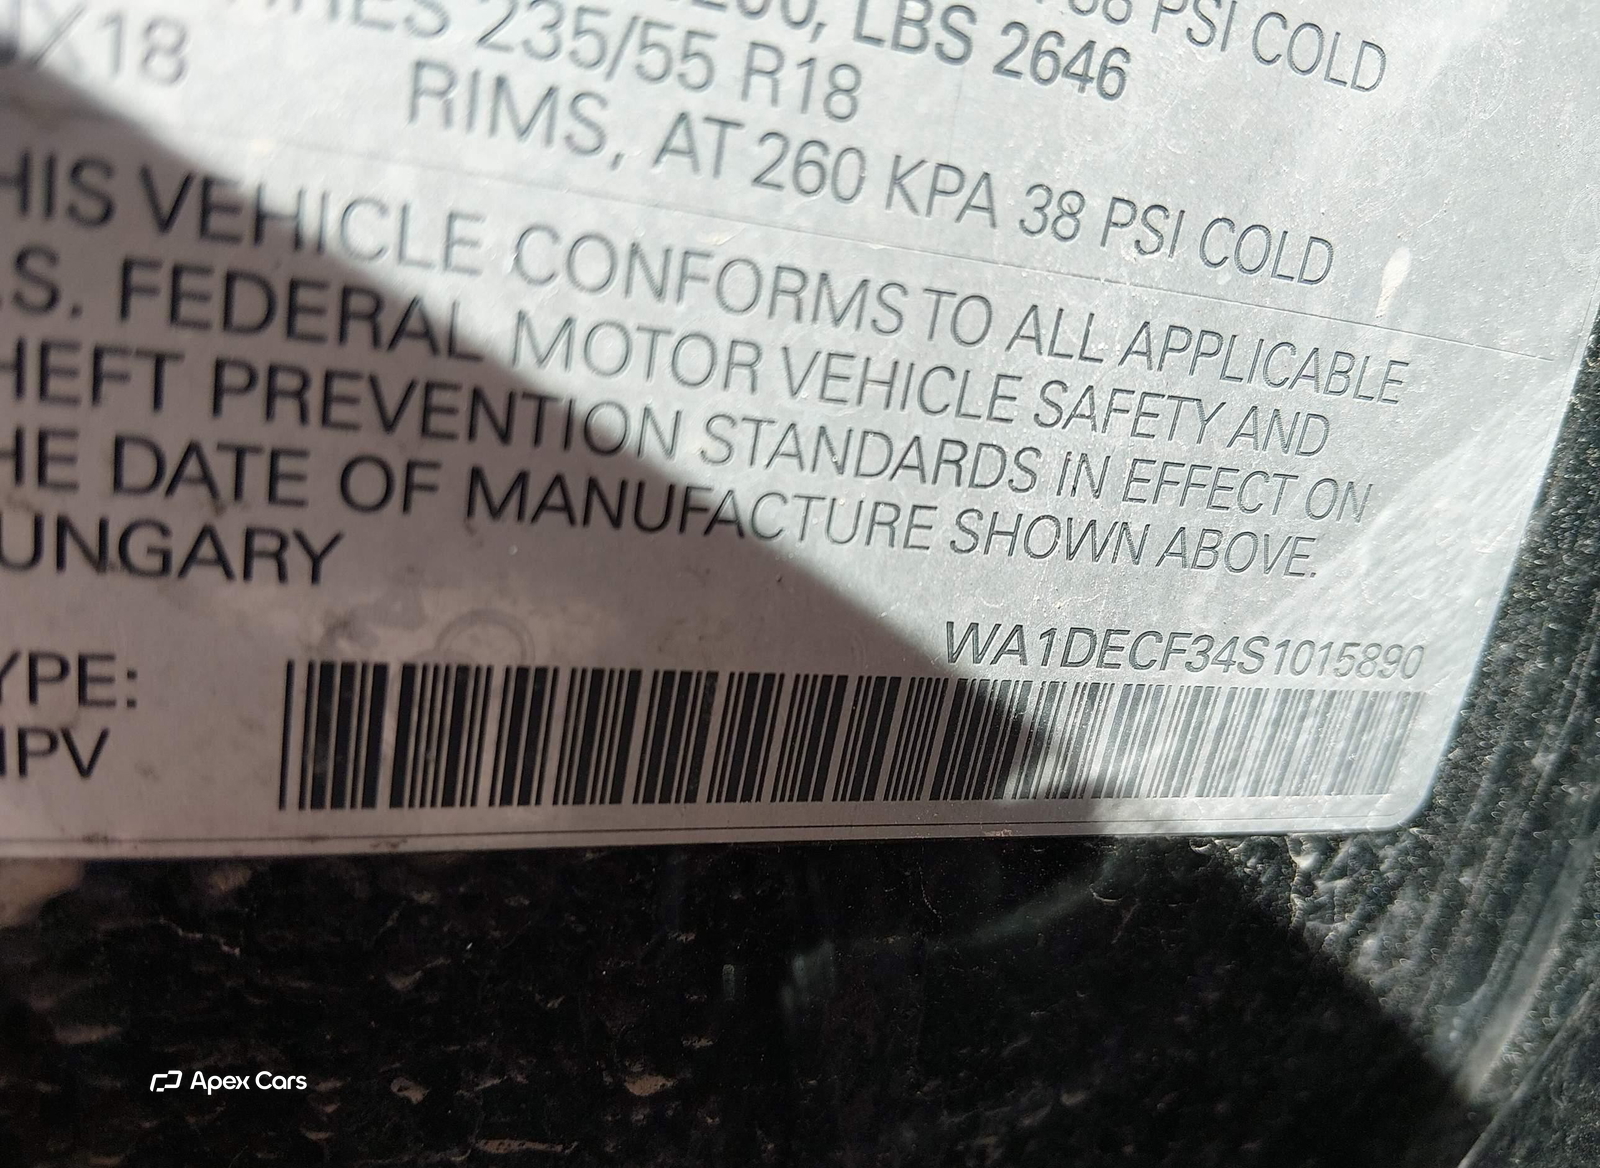 38 PSI COLD
LBS 2646
X18
235/55 R18
RIMS, AT 260 KPA 38 PSI COLD
HIS VEHICLE CONFORMS TO ALL APPLICABLE
.S. FEDERAL MOTOR VEHICLE SAFETY AND
HEFT PREVENTION STANDARDS IN EFFECT ON
HE DATE OF MANUFACTURE SHOWN ABOVE.
UNGARY
WA1DECF34S1015890
YPE:
MPV
Apex Cars